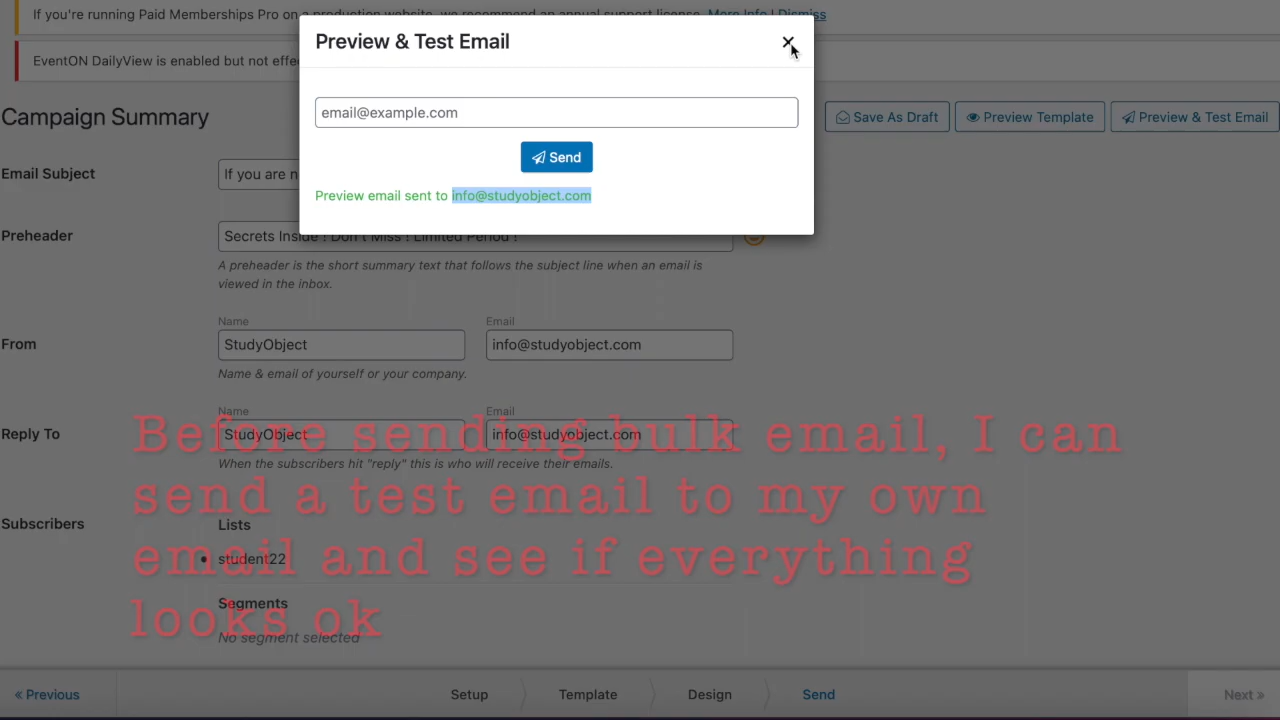 If you're running Paid Memberships Pro on a production website, we recommend an annual support license. More Info | Dismiss
EventON DailyView is enabled but not effe
Preview & Test Email
email@example.com
Send
Preview email sent to info@studyobject.com
Campaign Summary
Save As Draft
Preview Template
Preview & Test Email
Email Subject
If you are n
Preheader
Secrets Inside ! Don't Miss ! Limited Period !
A preheader is the short summary text that follows the subject line when an email is
viewed in the inbox.
Name
Email
From
StudyObject
info@studyobject.com
Name & email of yourself or your company.
Name
Email
Reply To
StudyObject
info@studyobject.com
When the subscribers hit "reply" this is who will receive their emails.
Subscribers
Lists
student22
Segments
No segment selected
Before sending bulk email, I can
send a test email to my own
email and see if everything
looks ok
« Previous
Setup
Template
Design
Send
Next »